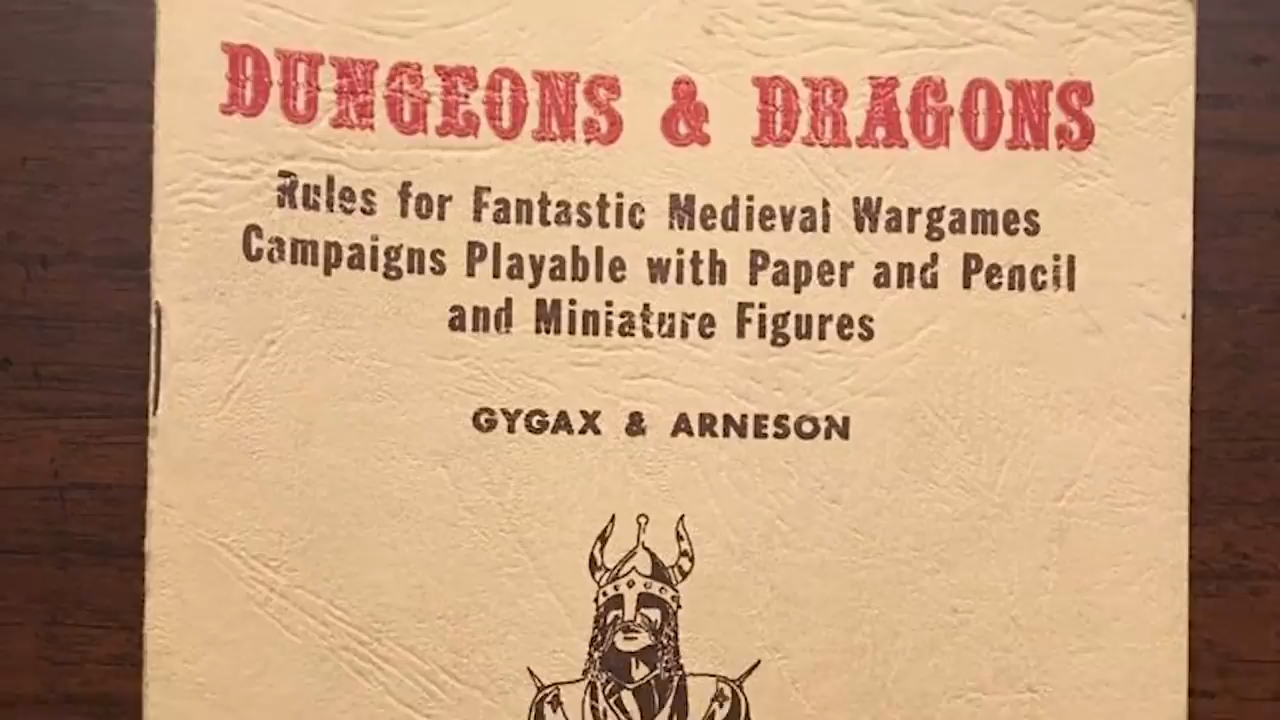 DUNGEONS & DRAGONS
Rules for Fantastic Medieval Wargames
Campaigns Playable with Paper and Pencil
and Miniature Figures
GYGAX & ARNESON